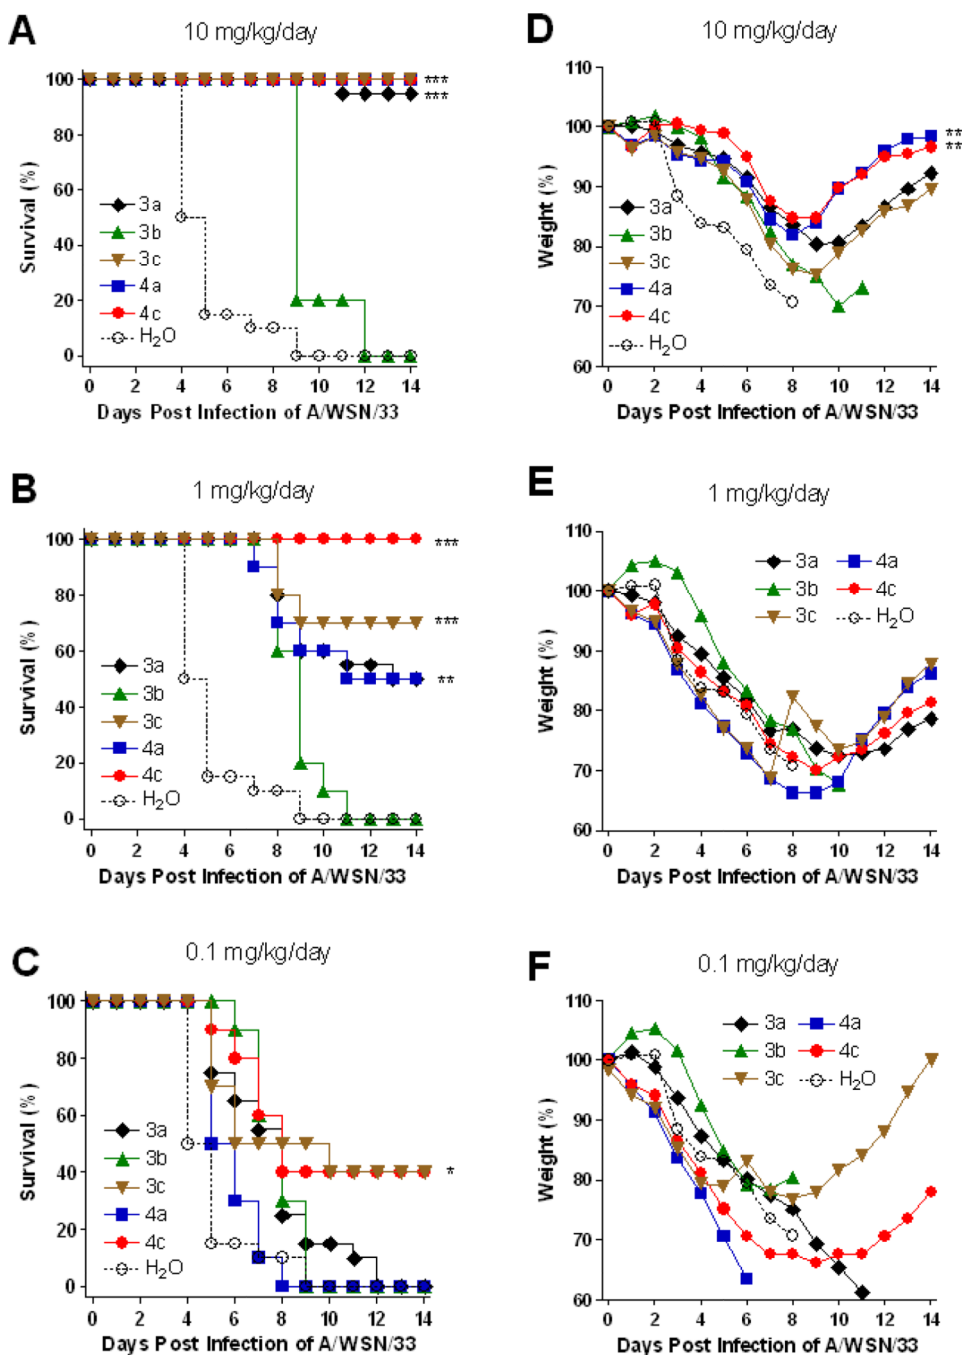 A
10 mg/kg/day
Survival (%)
100
80
60
40
20
0
3a
3b
3c
4a
4c
H₂O
***
***
0 2 4 6 8 10 12 14
Days Post Infection of A/WSN/33
D
10 mg/kg/day
Weight (%)
110
100
90
80
70
60
3a
3b
3c
4a
4c
H₂O
**
**
0 2 4 6 8 10 12 14
Days Post Infection of A/WSN/33
B
1 mg/kg/day
Survival (%)
100
80
60
40
20
0
3a
3b
3c
4a
4c
H₂O
***
***
**
0 2 4 6 8 10 12 14
Days Post Infection of A/WSN/33
E
1 mg/kg/day
Weight (%)
110
100
90
80
70
60
3a 4a
3b 4c
3c H₂O
0 2 4 6 8 10 12 14
Days Post Infection of A/WSN/33
C
0.1 mg/kg/day
Survival (%)
100
80
60
40
20
0
3a
3b
3c
4a
4c
H₂O
*
0 2 4 6 8 10 12 14
Days Post Infection of A/WSN/33
F
0.1 mg/kg/day
Weight (%)
110
100
90
80
70
60
3a 4a
3b 4c
3c H₂O
0 2 4 6 8 10 12 14
Days Post Infection of A/WSN/33